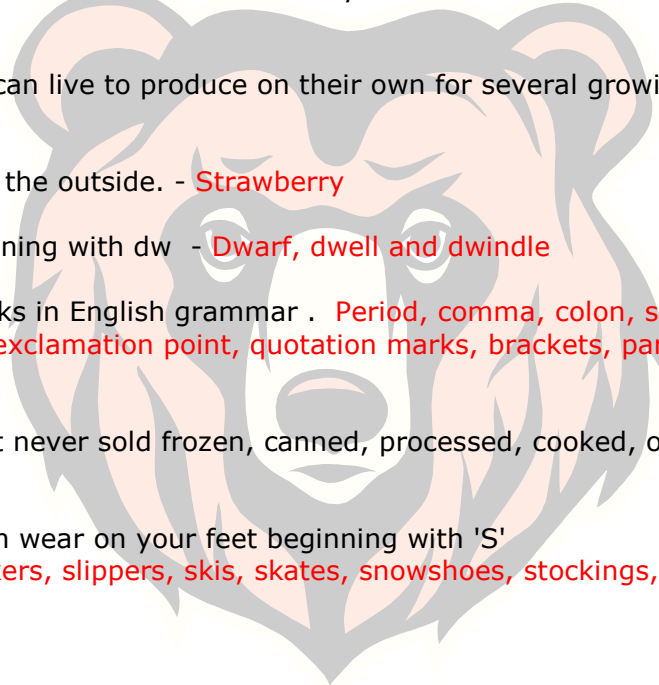 can live to produce on their own for several growi
the outside. - Strawberry
ning with dw - Dwarf, dwell and dwindle
ks in English grammar . Period, comma, colon, s
exclamation point, quotation marks, brackets, par
t never sold frozen, canned, processed, cooked, o
n wear on your feet beginning with 'S'
kers, slippers, skis, skates, snowshoes, stockings,